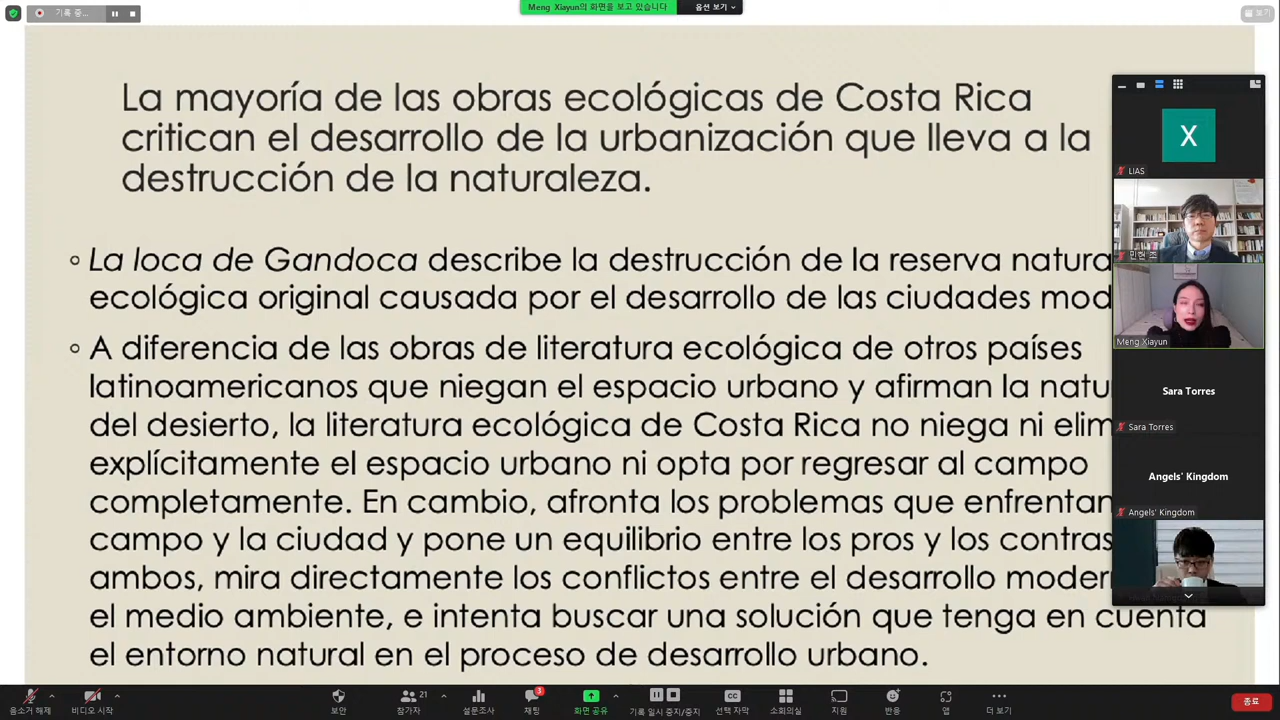 기록 중...
Meng Xiayun의 화면을 보고 있습니다
옵션 보기
보기
La mayoría de las obras ecológicas de Costa Rica
critican el desarrollo de la urbanización que lleva a la
destrucción de la naturaleza.
◦ La loca de Gandoca describe la destrucción de la reserva natura
ecológica original causada por el desarrollo de las ciudades mod
◦ A diferencia de las obras de literatura ecológica de otros países
latinoamericanos que niegan el espacio urbano y afirman la natu
del desierto, la literatura ecológica de Costa Rica no niega ni elim
explícitamente el espacio urbano ni opta por regresar al campo
completamente. En cambio, afronta los problemas que enfrentan
campo y la ciudad y pone un equilibrio entre los pros y los contras
ambos, mira directamente los conflictos entre el desarrollo moder
el medio ambiente, e intenta buscar una solución que tenga en cuenta
el entorno natural en el proceso de desarrollo urbano.
X
LIAS
민헌 조
Meng Xiayun
Sara Torres
Sara Torres
Angels' Kingdom
Angels' Kingdom
음소거 해제
비디오 시작
보안
21
참가자
설문조사
3
채팅
화면 공유
기록 일시 중지/중지
CC
선택 자막
소회의실
지원
반응
앱
더 보기
종료